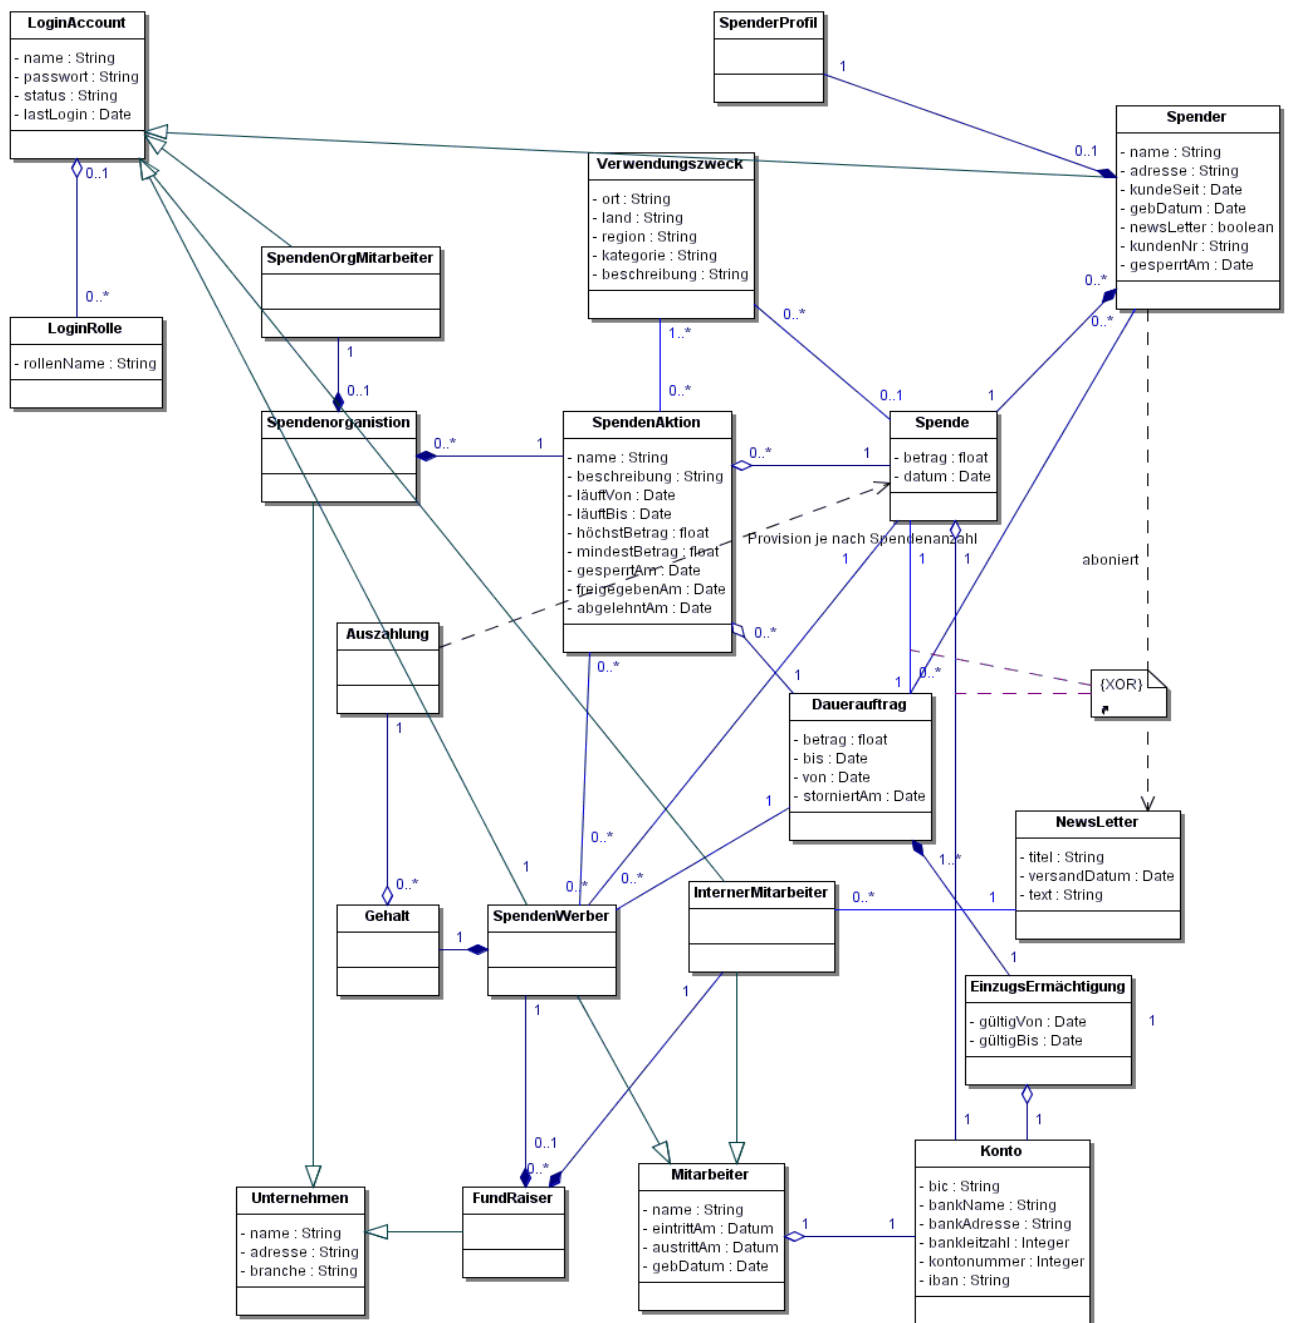 LoginAccount
- name : String
- passwort : String
- status : String
- lastLogin : Date
0..1
0..*
LoginRolle
- rollenName : String
SpenderProfil
1
0..1
Spender
- name : String
- adresse : String
- kundeSeit : Date
- gebDatum : Date
- newsLetter : boolean
- kundenNr : String
- gesperrtAm : Date
0..*
0..*
Verwendungszweck
- ort : String
- land : String
- region : String
- kategorie : String
- beschreibung : String
0..*
1..*
0..*
0..1
1
SpendenOrgMitarbeiter
1
0..1
Spendenorganistion
0..*
1
SpendenAktion
- name : String
- beschreibung : String
- läuftVon : Date
- läuftBis : Date
- höchstBetrag : float
- mindestBetrag : float
- gesperrtAm : Date
- freigegebenAm : Date
- abgelehntAm : Date
0..*
1
Spende
- betrag : float
- datum : Date
Provision je nach Spendenanzahl
1
1
1
aboniert
Auszahlung
1
0..*
0..*
1
1
0..*
{XOR}
Dauerauftrag
- betrag : float
- bis : Date
- von : Date
- storniertAm : Date
1
1..*
NewsLetter
- titel : String
- versandDatum : Date
- text : String
0..*
1
0..*
1
0..*
0..*
InternerMitarbeiter
0..*
1
Gehalt
1
SpendenWerber
1
1
1
EinzugsErmächtigung
- gültigVon : Date
- gültigBis : Date
1
1
1
0..1
0..*
Unternehmen
- name : String
- adresse : String
- branche : String
FundRaiser
Mitarbeiter
- name : String
- eintrittAm : Datum
- austrittAm : Datum
- gebDatum : Date
1
1
Konto
- bic : String
- bankName : String
- bankAdresse : String
- bankleitzahl : Integer
- kontonummer : Integer
- iban : String